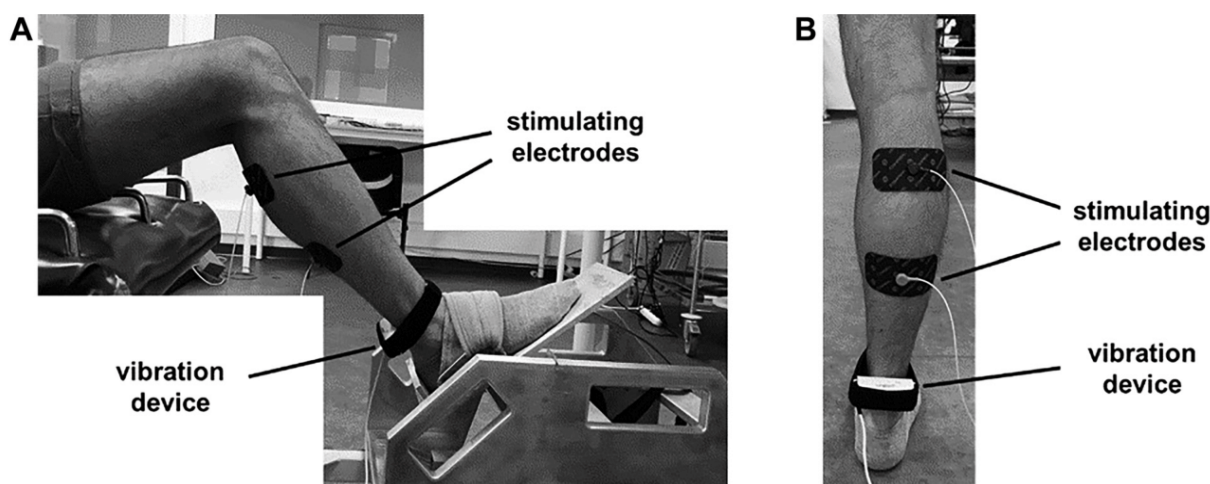 A
stimulating
electrodes
vibration
device
B
stimulating
electrodes
vibration
device